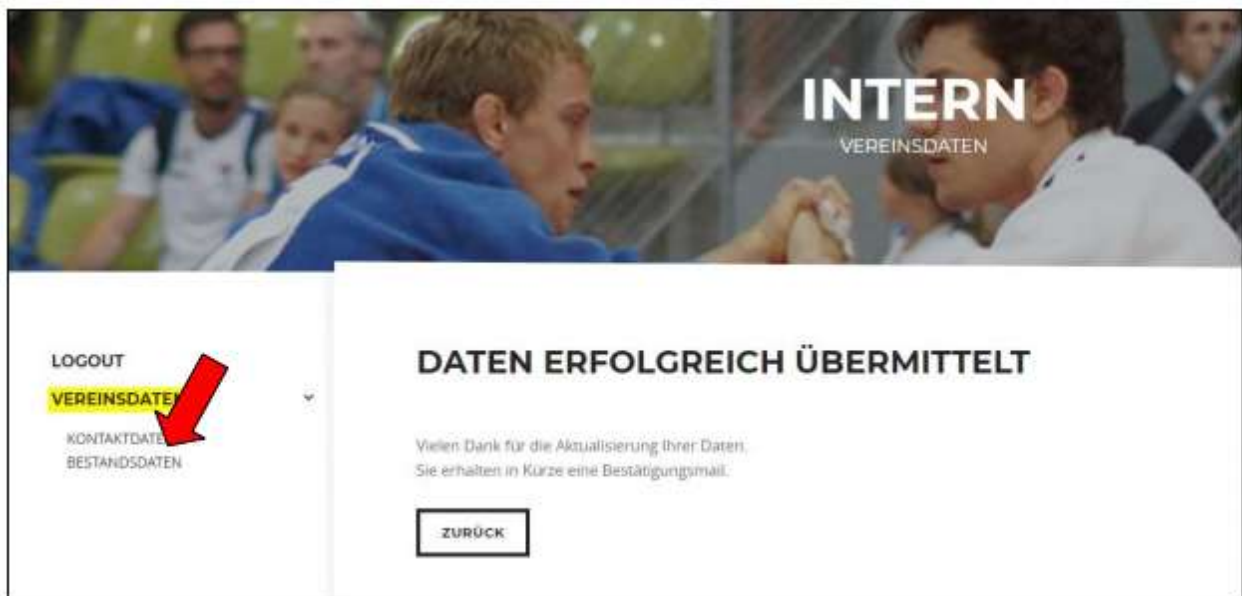 INTERN
VEREINSDATEN
LOGOUT
VEREINSDATEN
KONTAKTDATEN
BESTANDSDATEN
DATEN ERFOLGREICH ÜBERMITTELT
Vielen Dank für die Aktualisierung Ihrer Daten.
Sie erhalten in Kürze eine Bestätigungsmail.
ZURÜCK